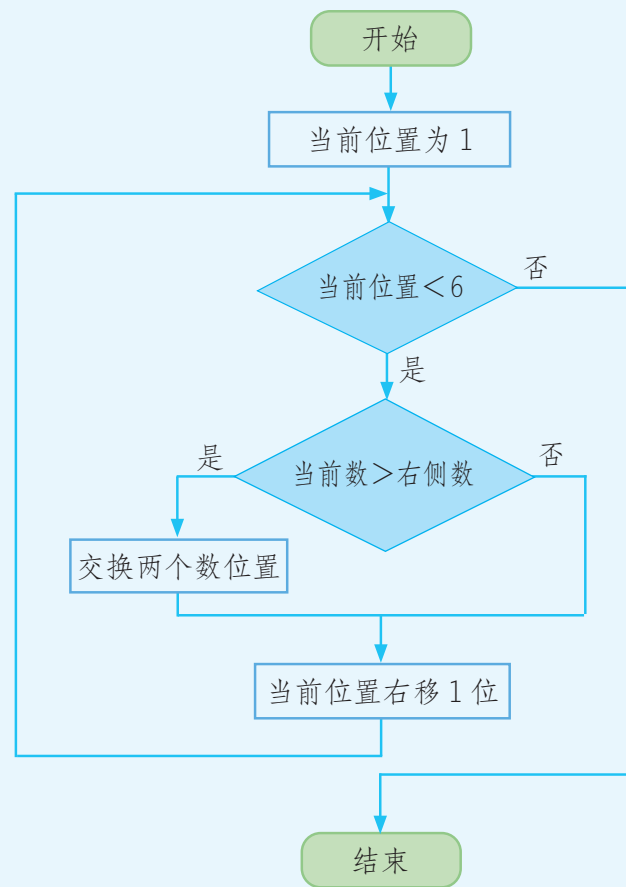 开始
当前位置为1
当前位置<6
否
是
当前数>右侧数
是
否
交换两个数位置
当前位置右移1位
结束